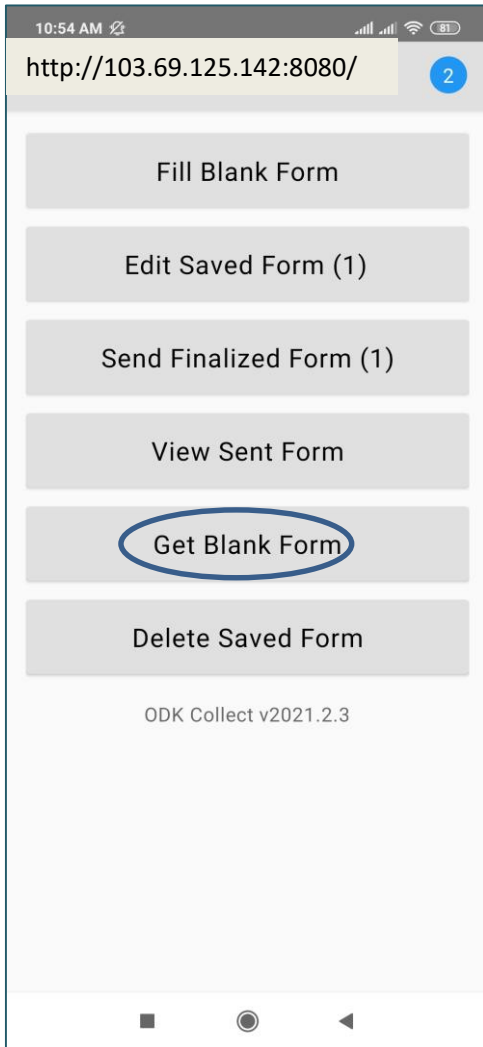 10:54 AM 81
http://103.69.125.142:8080/
2
Fill Blank Form
Edit Saved Form (1)
Send Finalized Form (1)
View Sent Form
Get Blank Form
Delete Saved Form
ODK Collect v2021.2.3